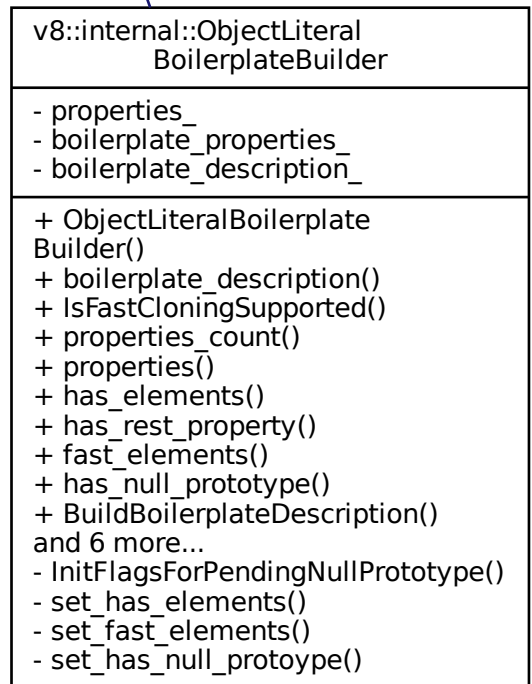 v8::internal::ObjectLiteral
BoilerplateBuilder
- properties_
- boilerplate_properties_
- boilerplate_description_
+ ObjectLiteralBoilerplate
Builder()
+ boilerplate_description()
+ IsFastCloningSupported()
+ properties_count()
+ properties()
+ has_elements()
+ has_rest_property()
+ fast_elements()
+ has_null_prototype()
+ BuildBoilerplateDescription()
and 6 more...
- InitFlagsForPendingNullPrototype()
- set_has_elements()
- set_fast_elements()
- set_has_null_protoype()